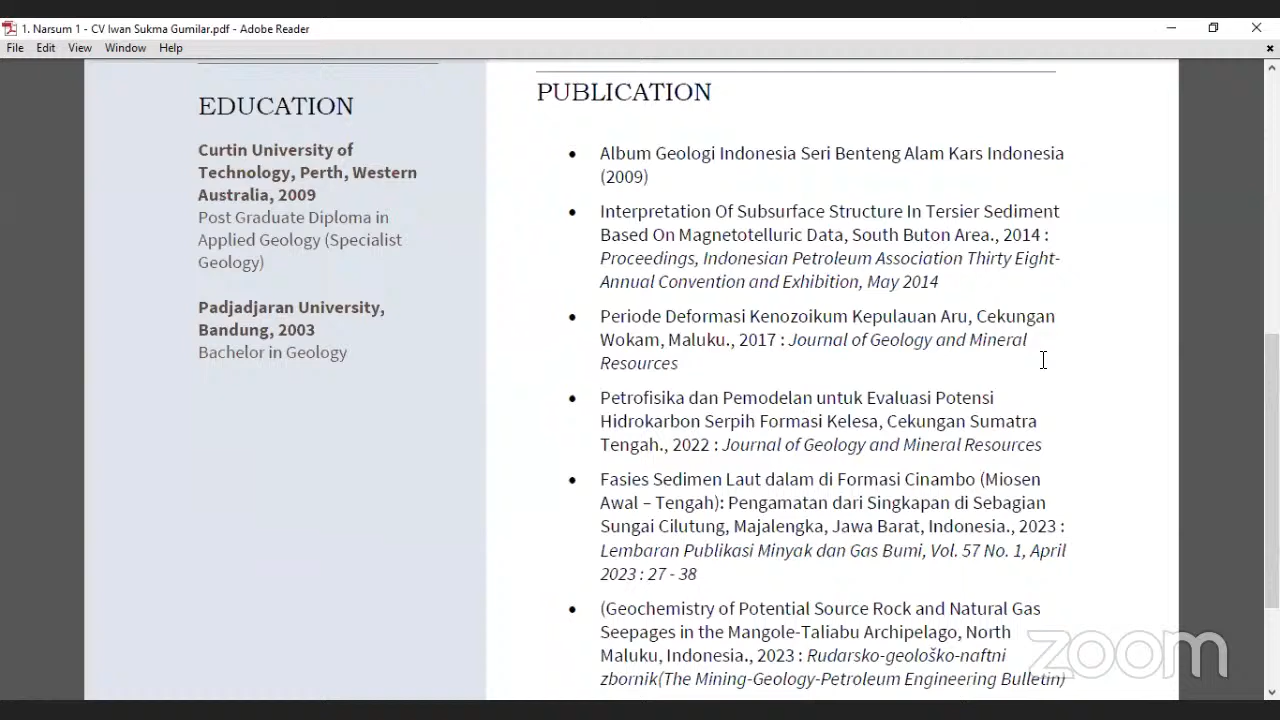 1. Narsum 1 - CV Iwan Sukma Gumilar.pdf - Adobe Reader
File Edit View Window Help
EDUCATION
Curtin University of
Technology, Perth, Western
Australia, 2009
Post Graduate Diploma in
Applied Geology (Specialist
Geology)
Padjadjaran University,
Bandung, 2003
Bachelor in Geology
PUBLICATION
• Album Geologi Indonesia Seri Benteng Alam Kars Indonesia
(2009)
• Interpretation Of Subsurface Structure In Tersier Sediment
Based On Magnetotelluric Data, South Buton Area., 2014 :
Proceedings, Indonesian Petroleum Association Thirty Eight-
Annual Convention and Exhibition, May 2014
• Periode Deformasi Kenozoikum Kepulauan Aru, Cekungan
Wokam, Maluku., 2017 : Journal of Geology and Mineral
Resources
• Petrofisika dan Pemodelan untuk Evaluasi Potensi
Hidrokarbon Serpih Formasi Kelesa, Cekungan Sumatra
Tengah., 2022 : Journal of Geology and Mineral Resources
• Fasies Sedimen Laut dalam di Formasi Cinambo (Miosen
Awal – Tengah): Pengamatan dari Singkapan di Sebagian
Sungai Cilutung, Majalengka, Jawa Barat, Indonesia., 2023 :
Lembaran Publikasi Minyak dan Gas Bumi, Vol. 57 No. 1, April
2023 : 27 - 38
• (Geochemistry of Potential Source Rock and Natural Gas
Seepages in the Mangole-Taliabu Archipelago, North
Maluku, Indonesia., 2023 : Rudarsko-geološko-naftni
zbornik(The Mining-Geology-Petroleum Engineering Bulletin)
zoom